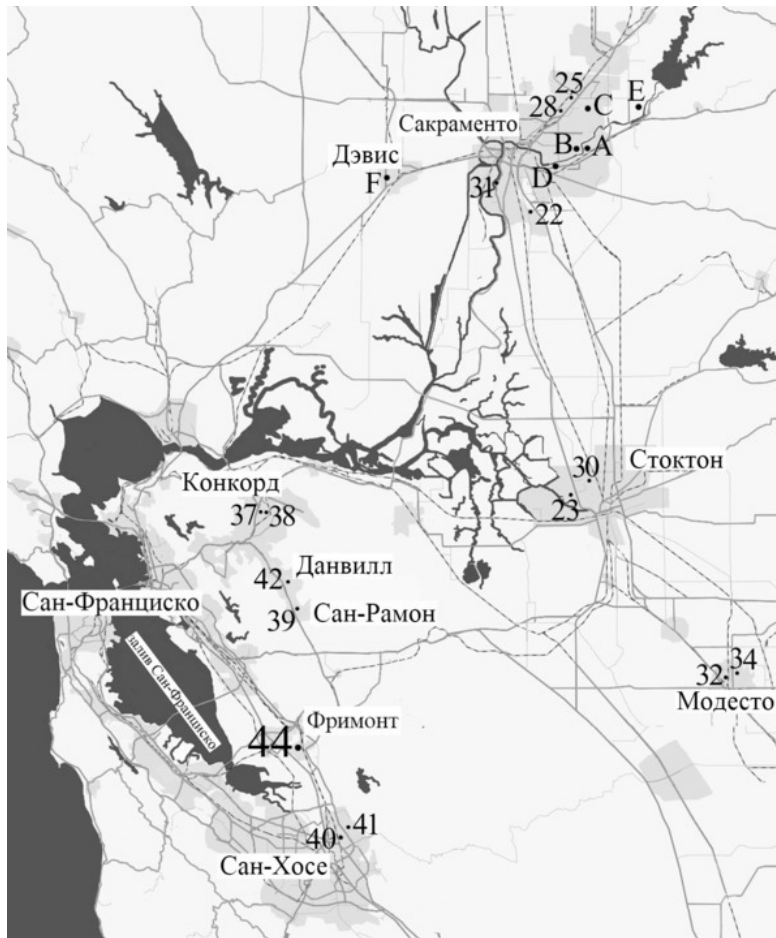 25
28
C
E
Сакраменто
B
A
Дэвис
D
F
31
22
30
Стоктон
Конкорд
23
37
38
42
Данвилл
Сан-Франциско
39
Сан-Рамон
залив Сан-Франциско
34
32
Модесто
Фримонт
44
41
40
Сан-Хосе